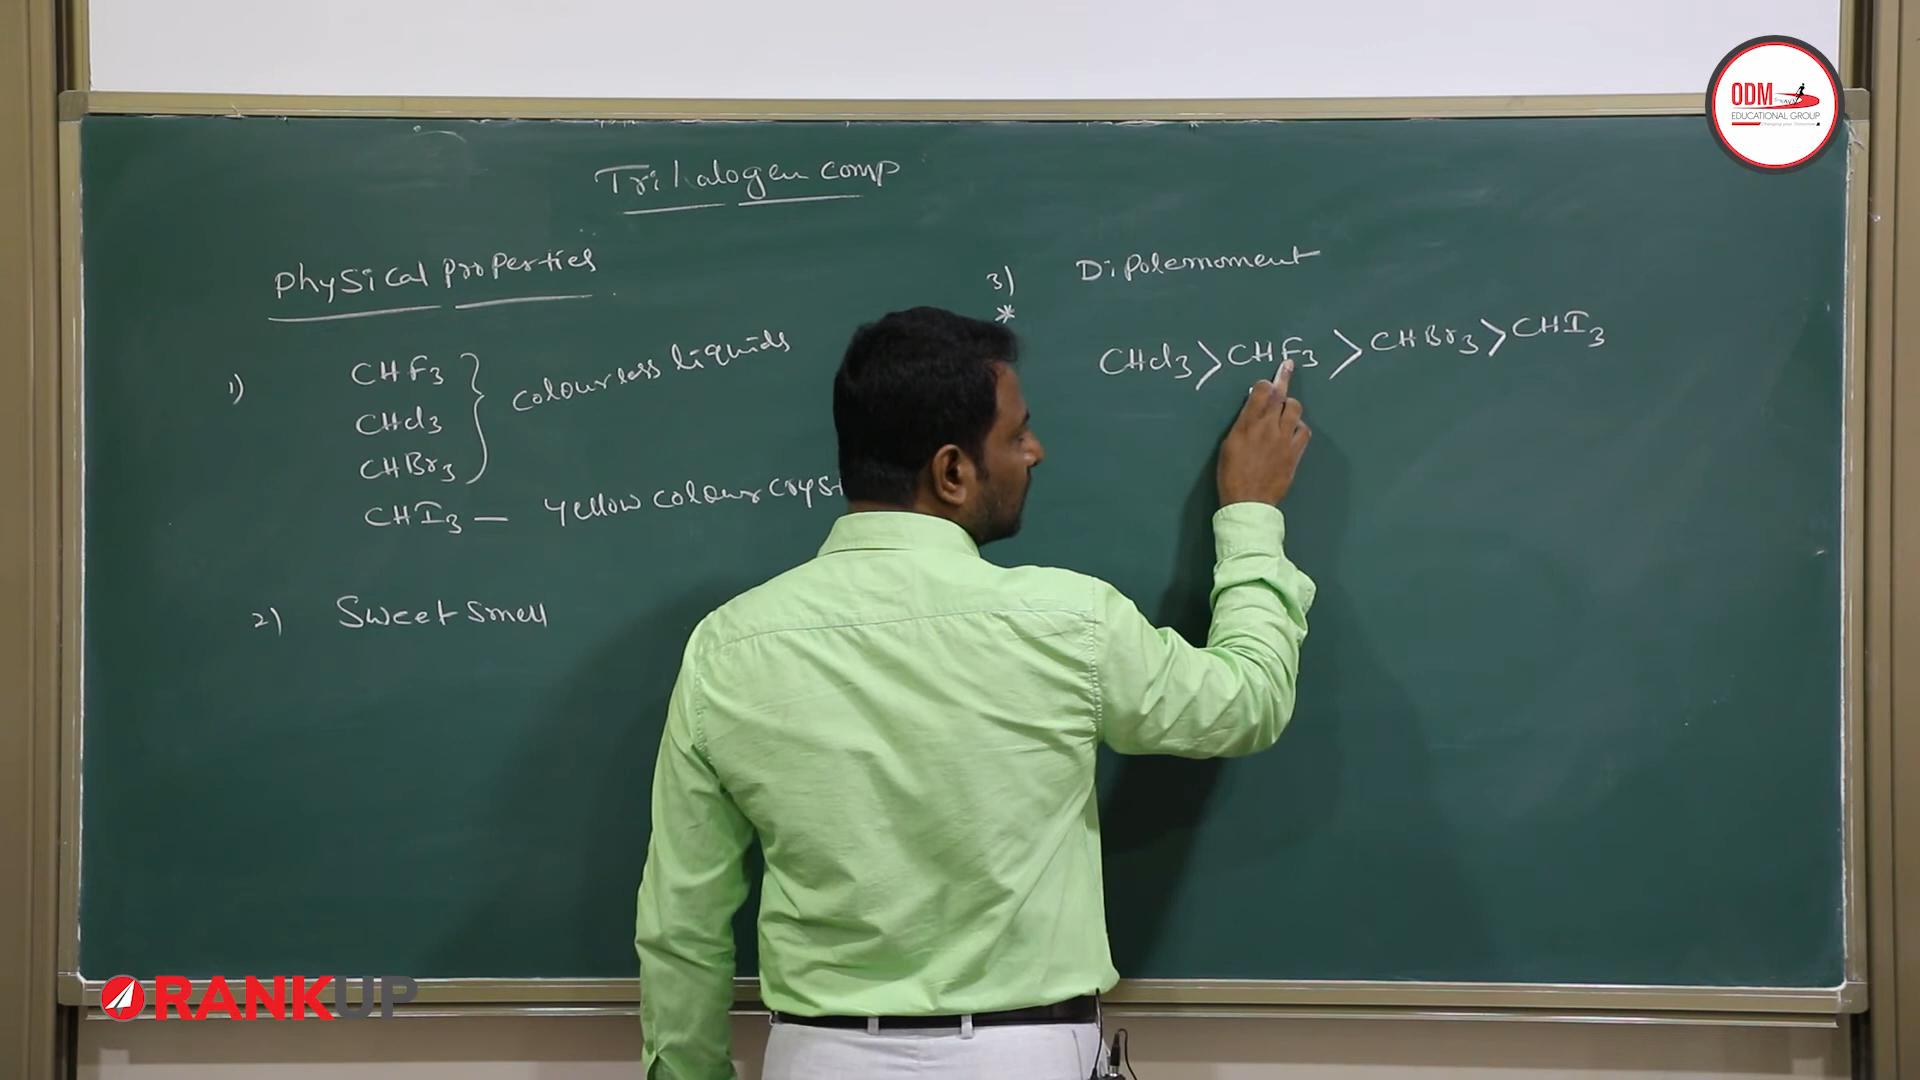 ODM
EDUCATIONAL GROUP
Trihalogen comp
Physical properties
1) CHF3
CHCl3
CHBr3
colourless liquids
CHI3 — Yellow colour cryst
2) Sweet smell
3) Dipolemoment
*
CHCl3 > CHF3 > CHBr3 > CHI3
RANKUP